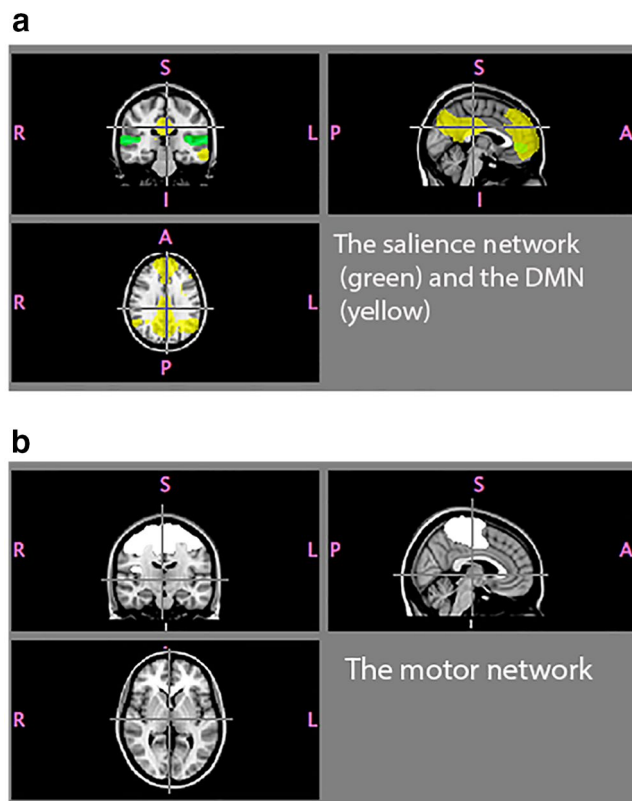 a
S
S
R
L
P
A
I
I
The salience network
(green) and the DMN
(yellow)
A
R
L
P
b
S
S
R
L
P
A
The motor network
R
L